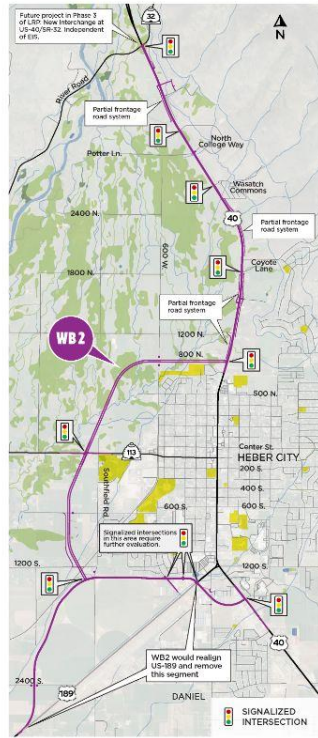 Future project in Phase 3
of LRP: New Interchange at
US-40/SR-32. Independent
of EIS.
32
N
River Road
Partial frontage
road system
North
College Way
Potter Ln.
Wasatch
Commons
2400 N.
40
600 W.
Partial frontage
road system
Coyote
Lane
1800 N.
Partial frontage
road system
1200 N.
WB2
800 N.
500 N.
Center St.
HEBER CITY
113
200 S.
Southfield Rd.
400 S.
600 S.
600 S.
Signalized intersections
in this area require
further evaluation.
1200 S.
1200 S.
40
WB2 would realign
US-189 and remove
this segment
2400 S.
189
DANIEL
SIGNALIZED
INTERSECTION